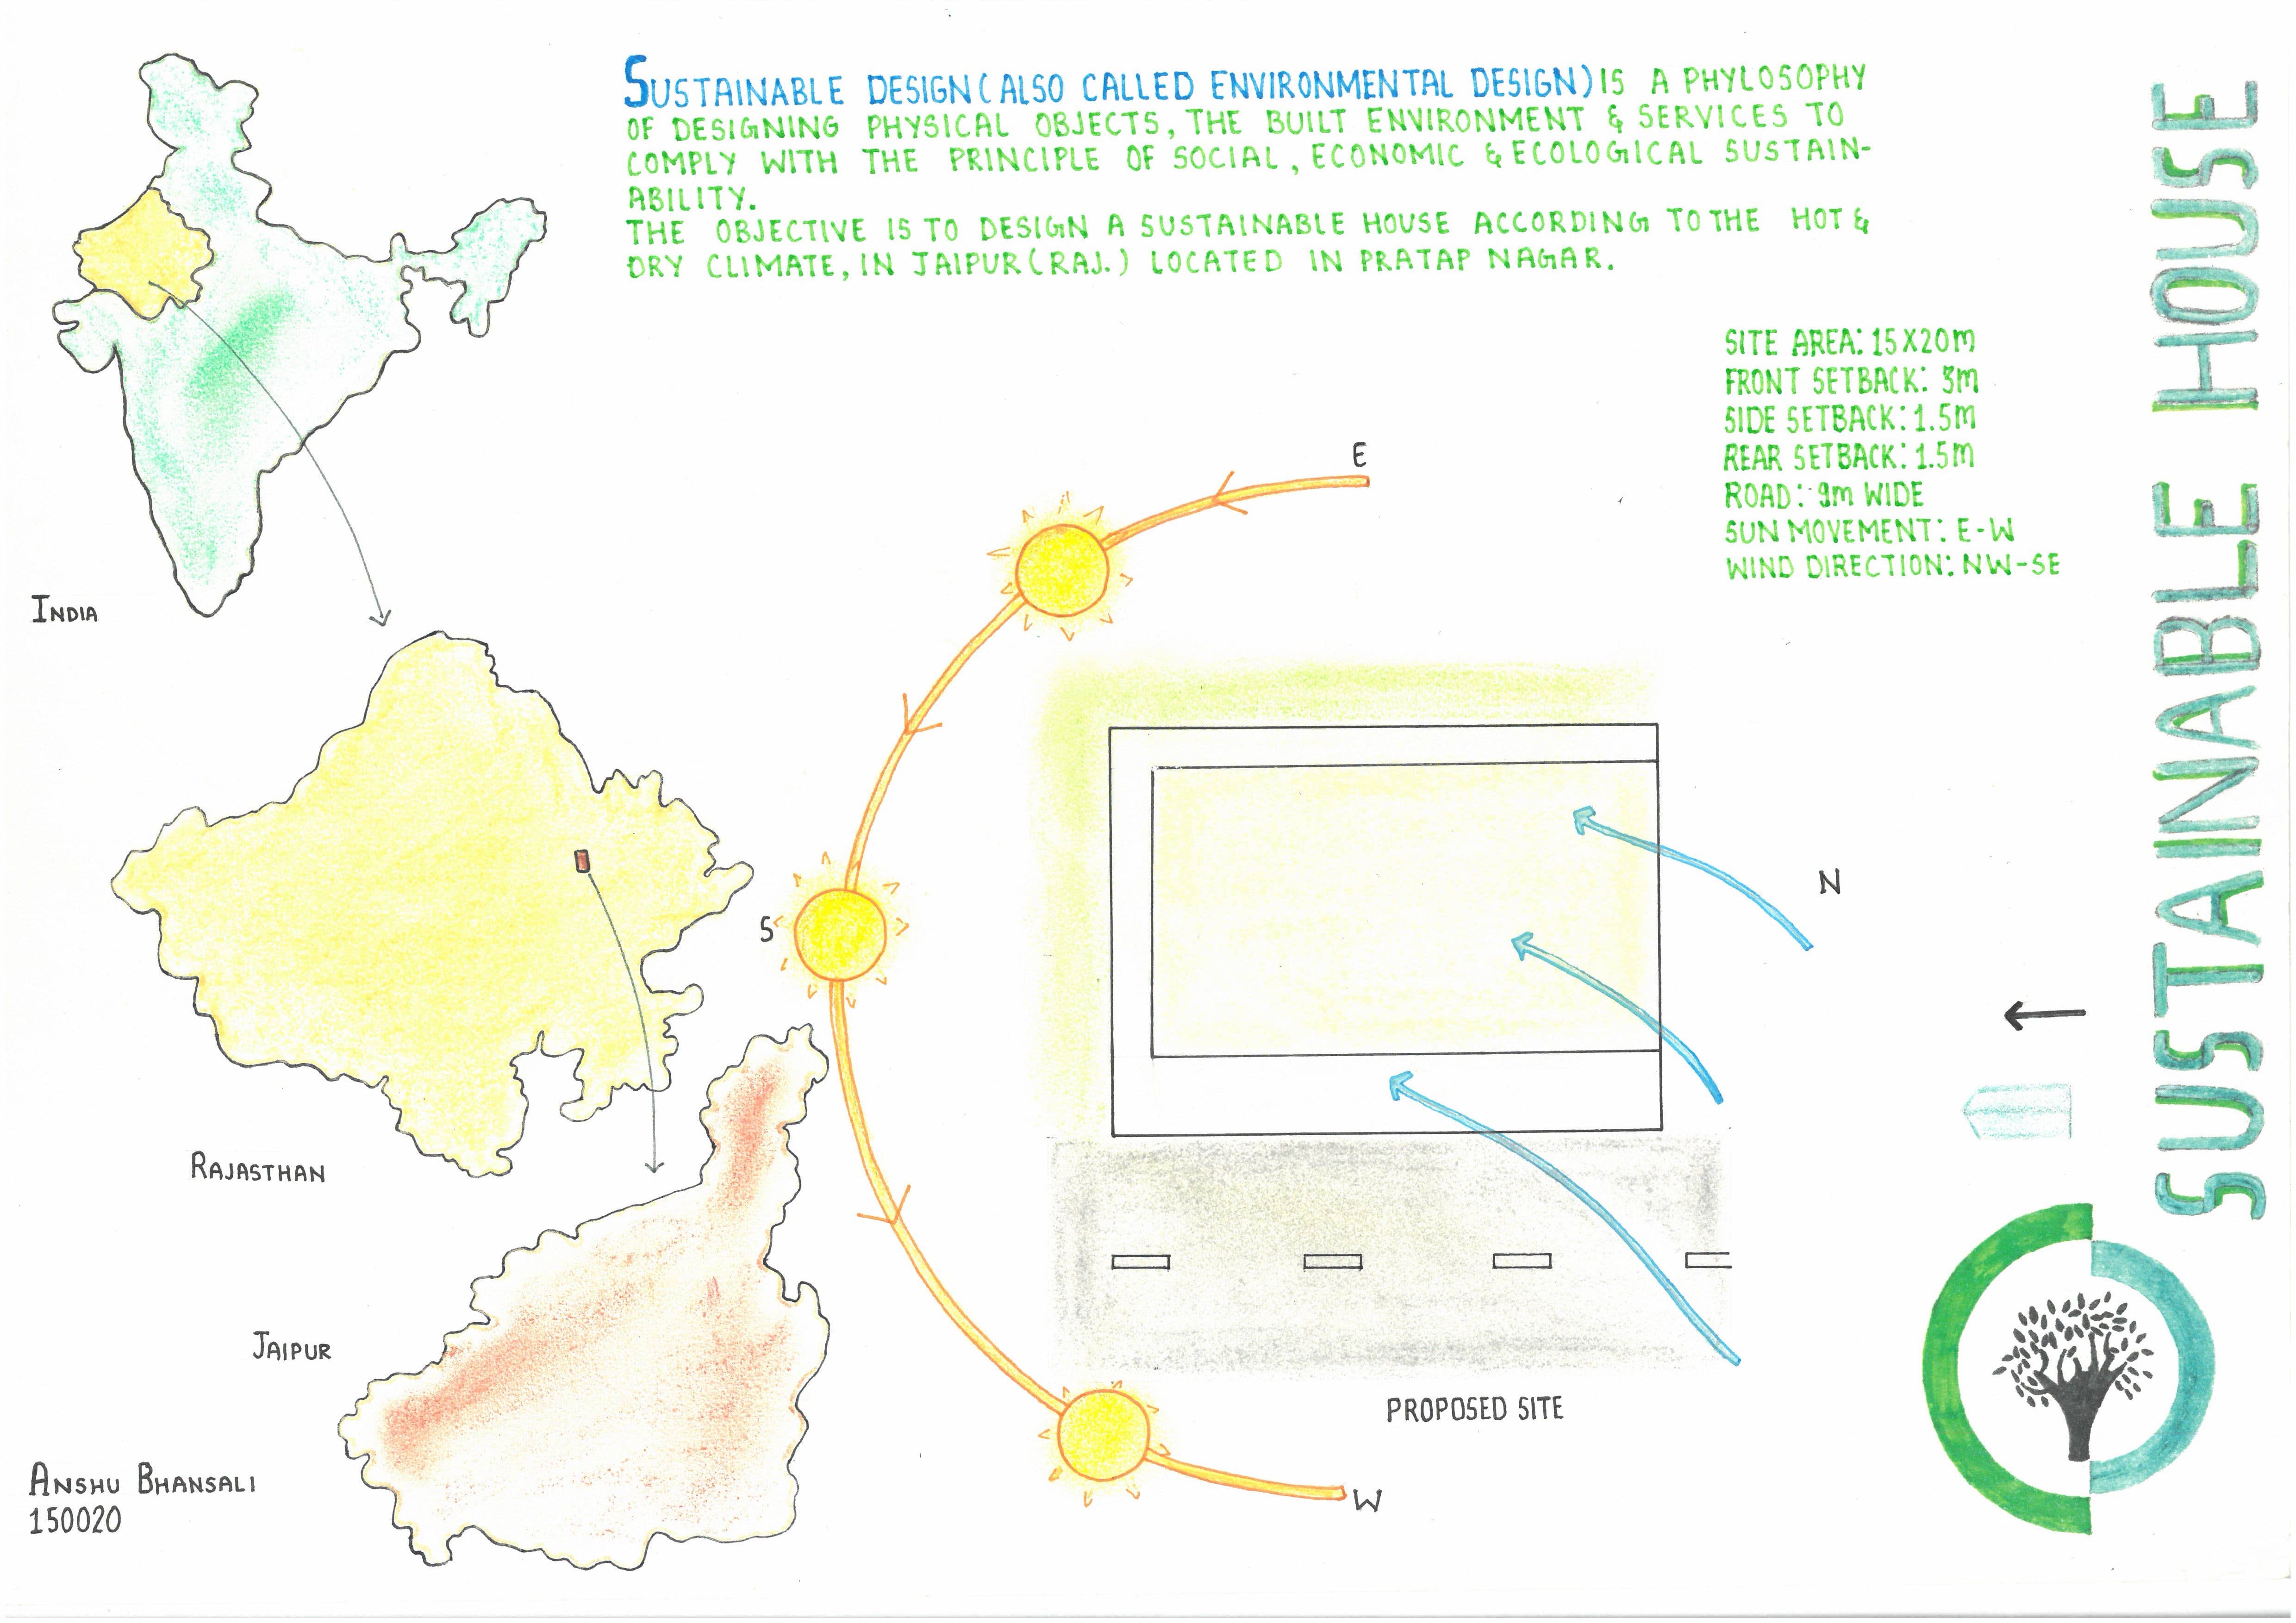 SUSTAINABLE DESIGN (ALSO CALLED ENVIRONMENTAL DESIGN) IS A PHYLOSOPHY
OF DESIGNING PHYSICAL OBJECTS, THE BUILT ENVIRONMENT & SERVICES TO
COMPLY WITH THE PRINCIPLE OF SOCIAL, ECONOMIC & ECOLOGICAL SUSTAIN-
ABILITY.
THE OBJECTIVE IS TO DESIGN A SUSTAINABLE HOUSE ACCORDING TO THE HOT &
DRY CLIMATE, IN JAIPUR (RAJ.) LOCATED IN PRATAP NAGAR.
SITE AREA: 15X20m
FRONT SETBACK: 3m
SIDE SETBACK: 1.5m
REAR SETBACK: 1.5m
ROAD: 9m WIDE
SUN MOVEMENT: E-W
WIND DIRECTION: NW-SE
SUSTAINABLE HOUSE
INDIA
RAJASTHAN
JAIPUR
E
S
N
W
PROPOSED SITE
ANSHU BHANSALI
150020